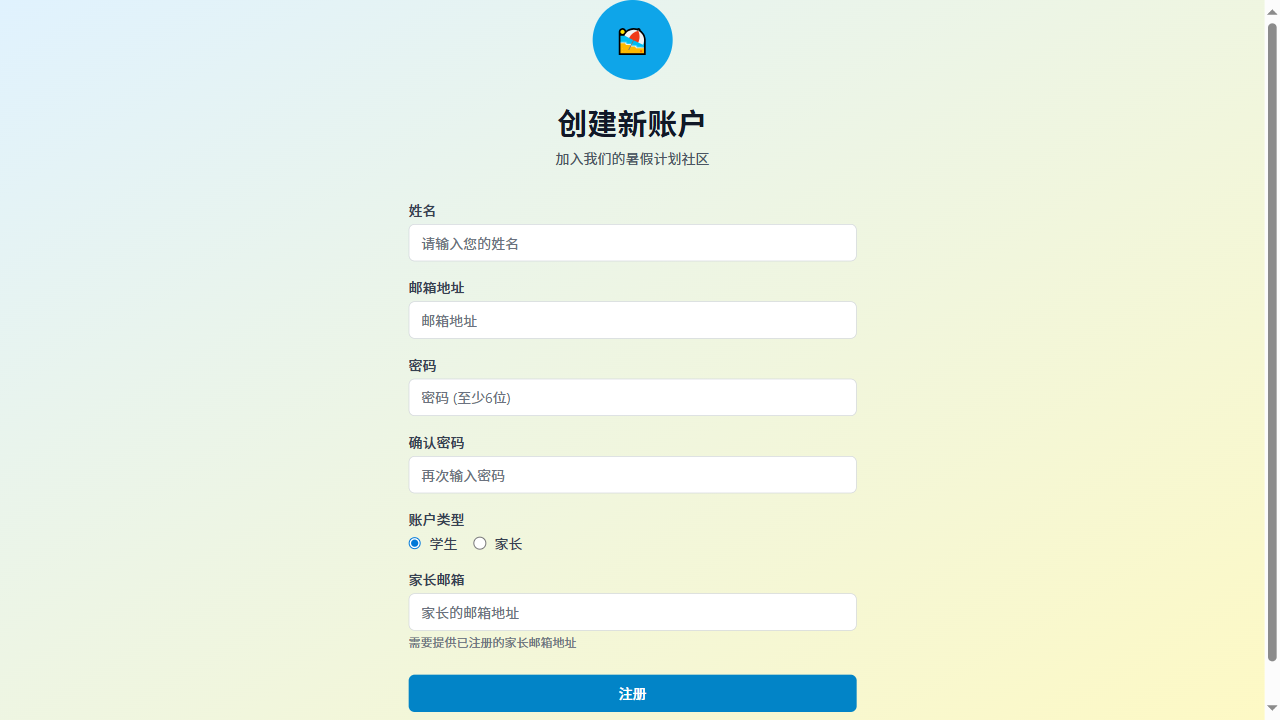 创建新账户
加入我们的暑假计划社区
姓名
请输入您的姓名
邮箱地址
邮箱地址
密码
密码 (至少6位)
确认密码
再次输入密码
账户类型
学生 家长
家长邮箱
家长的邮箱地址
需要提供已注册的家长邮箱地址
注册